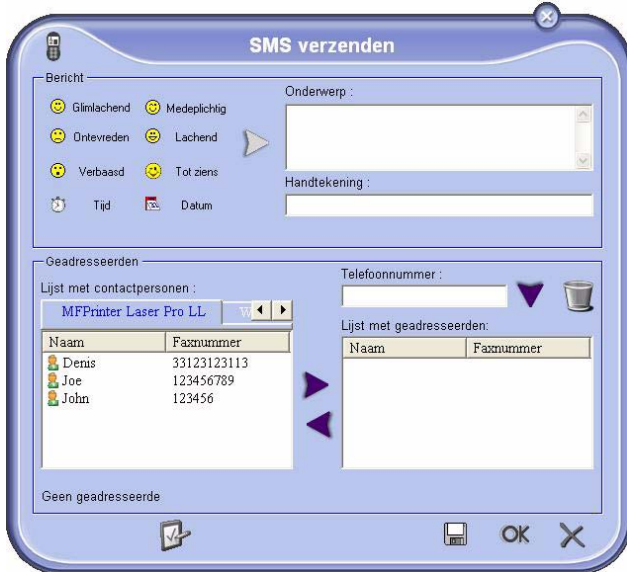 SMS verzenden
Bericht
Glimlachend Medeplichtig
Ontevreden Lachend
Verbaasd Tot ziens
Tijd Datum
Onderwerp :
Handtekening :
Geadresseerden
Lijst met contactpersonen :
MFPrinter Laser Pro LL
Naam Faxnummer
Denis 33123123113
Joe 123456789
John 123456
Telefoonnummer :
Lijst met geadresseerden:
Naam Faxnummer
Geen geadresseerde
OK